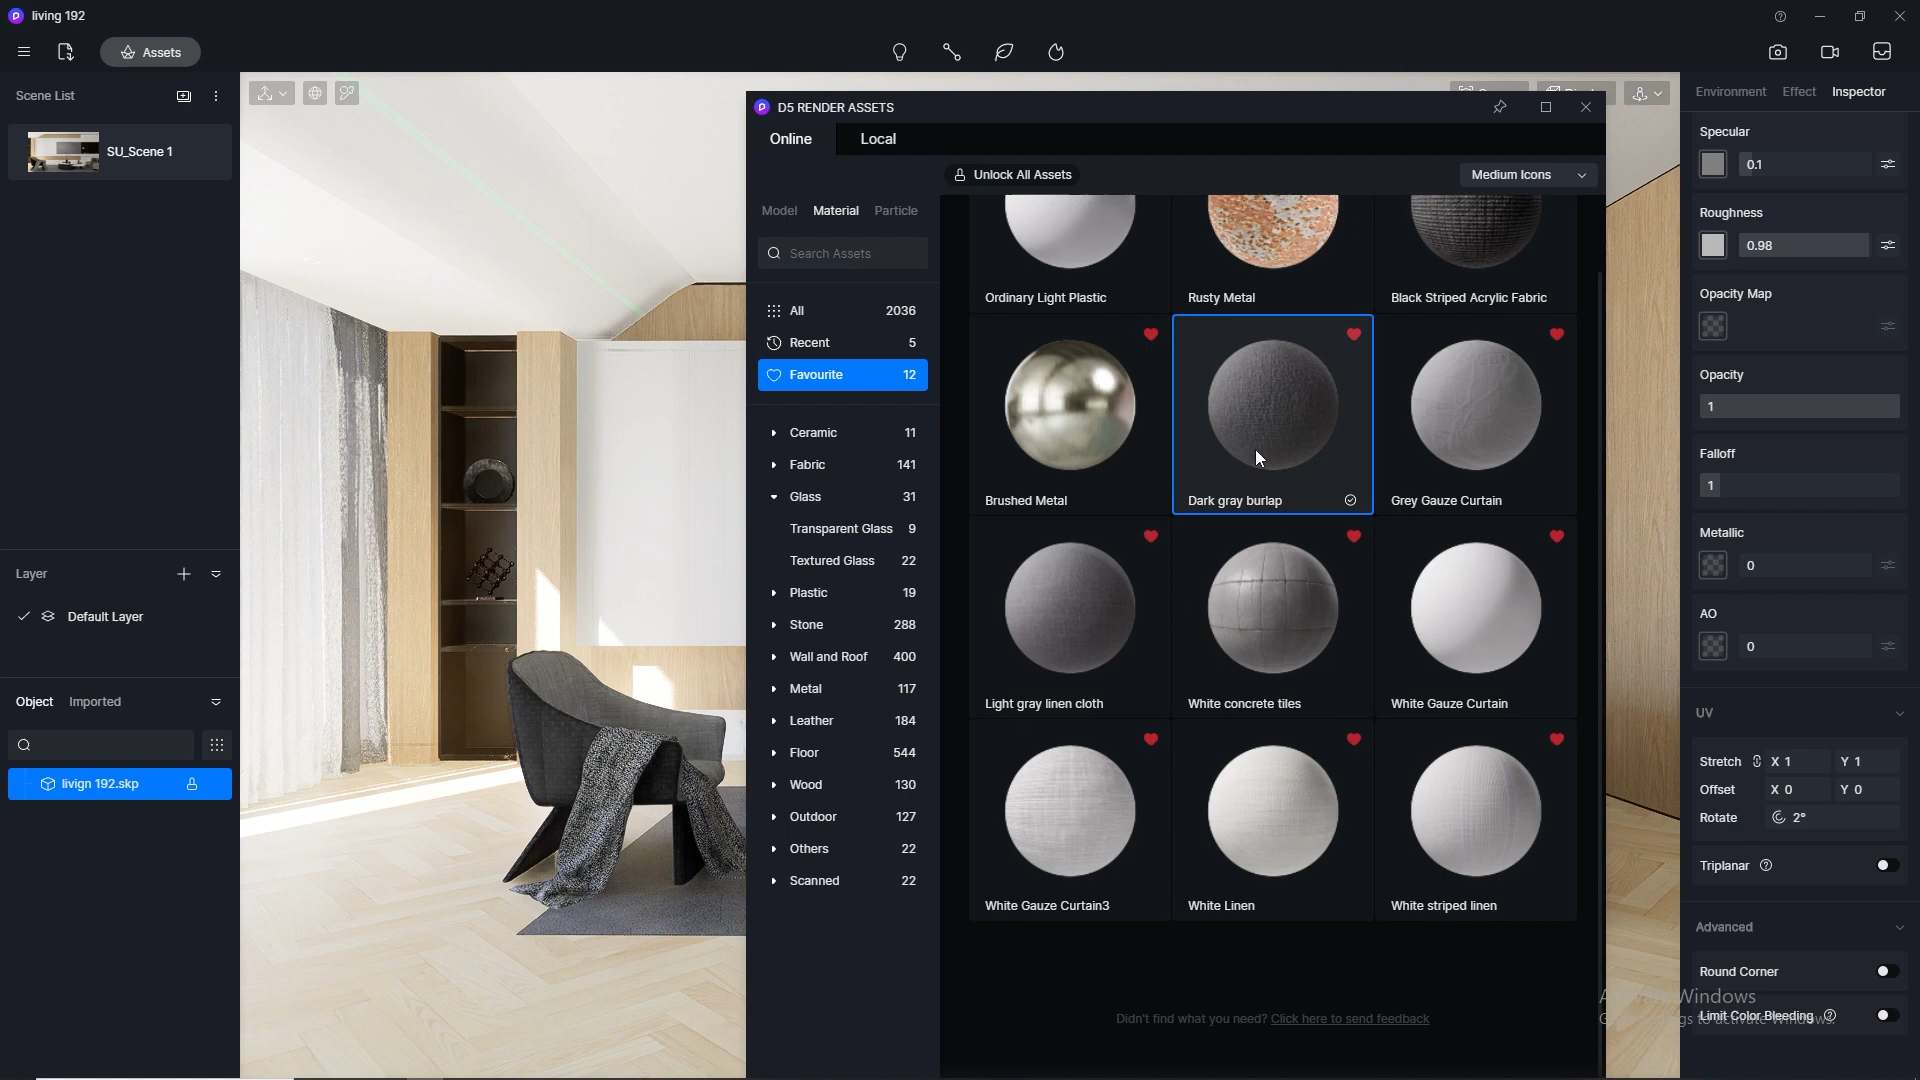 living 192
Assets
Scene List
SU_Scene 1
Layer
Default Layer
Object
Imported
livign 192.skp
D5 RENDER ASSETS
Online
Local
Unlock All Assets
Medium Icons
Model
Material
Particle
Search Assets
All 2036
Recent 5
Favourite 12
Ceramic 11
Fabric 141
Glass 31
Transparent Glass 9
Textured Glass 22
Plastic 19
Stone 288
Wall and Roof 400
Metal 117
Leather 184
Floor 544
Wood 130
Outdoor 127
Others 22
Scanned 22
Ordinary Light Plastic
Rusty Metal
Black Striped Acrylic Fabric
Brushed Metal
Dark gray burlap
Grey Gauze Curtain
Light gray linen cloth
White concrete tiles
White Gauze Curtain
White Gauze Curtain3
White Linen
White striped linen
Didn't find what you need? Click here to send feedback
Environment
Effect
Inspector
Specular
0.1
Roughness
0.98
Opacity Map
Opacity
1
Falloff
1
Metallic
0
AO
0
UV
Stretch X 1 Y 1
Offset X 0 Y 0
Rotate 2°
Triplanar
Advanced
Round Corner
Windows
Limit Color Bleeding